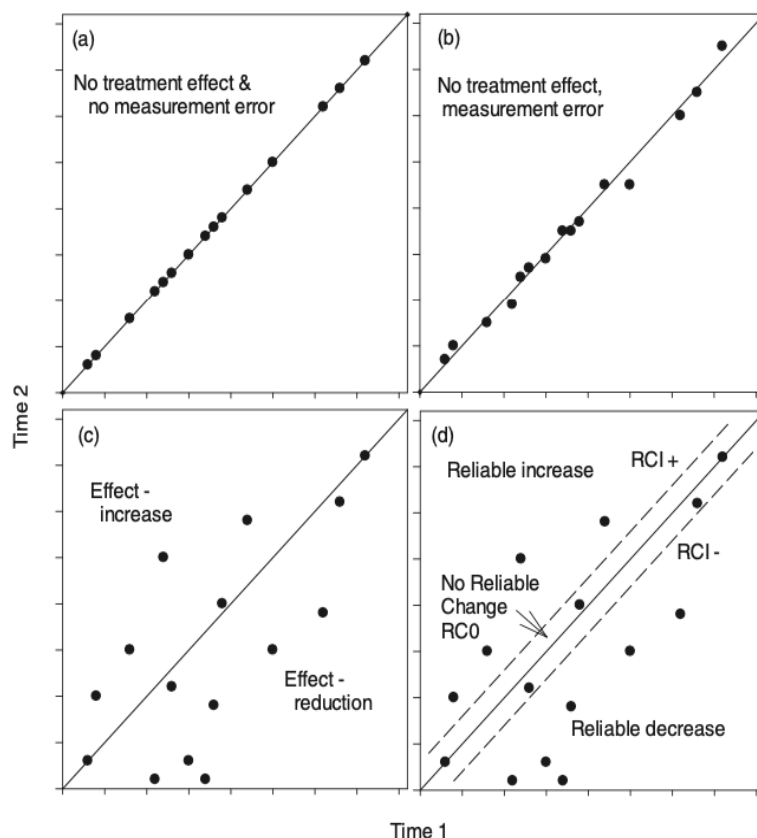 (a)
No treatment effect &
no measurement error
(b)
No treatment effect,
measurement error
Time 2
(c)
Effect -
increase
Effect -
reduction
(d)
Reliable increase
RCI +
RCI -
No Reliable
Change
RC0
Reliable decrease
Time 1